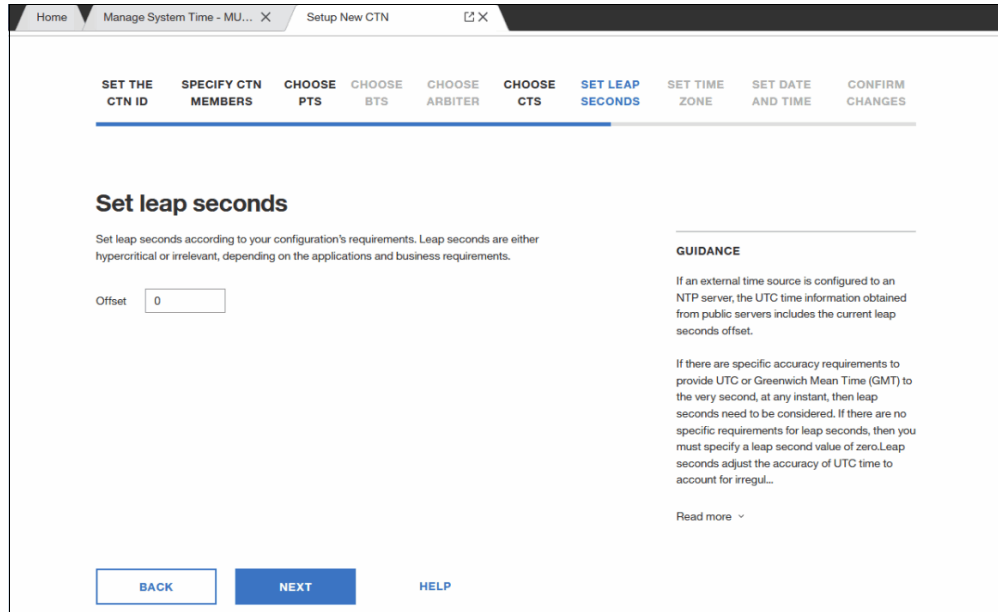 Home
Manage System Time - MU...
Setup New CTN
SET THE CTN ID
SPECIFY CTN MEMBERS
CHOOSE PTS
CHOOSE BTS
CHOOSE ARBITER
CHOOSE CTS
SET LEAP SECONDS
SET TIME ZONE
SET DATE AND TIME
CONFIRM CHANGES
Set leap seconds
Set leap seconds according to your configuration's requirements. Leap seconds are either
hypercritical or irrelevant, depending on the applications and business requirements.
Offset 0
GUIDANCE
If an external time source is configured to an
NTP server, the UTC time information obtained
from public servers includes the current leap
seconds offset.
If there are specific accuracy requirements to
provide UTC or Greenwich Mean Time (GMT) to
the very second, at any instant, then leap
seconds need to be considered. If there are no
specific requirements for leap seconds, then you
must specify a leap second value of zero.Leap
seconds adjust the accuracy of UTC time to
account for irregul...
Read more
BACK
NEXT
HELP